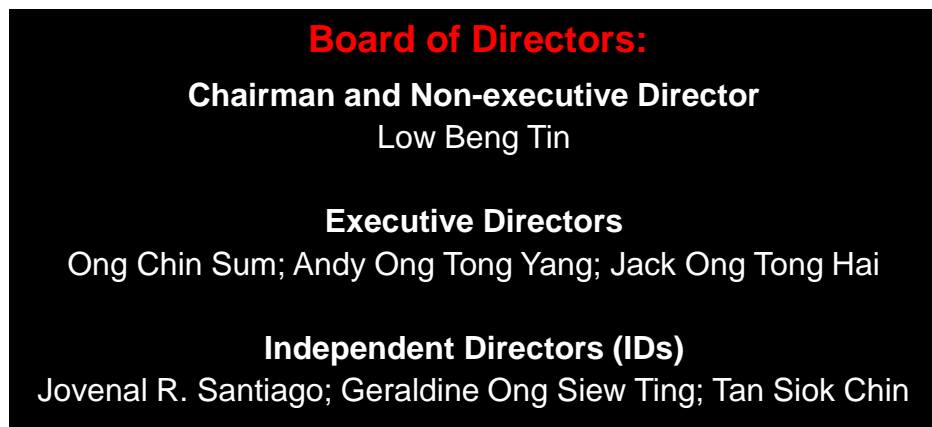 Board of Directors:
Chairman and Non-executive Director
Low Beng Tin
Executive Directors
Ong Chin Sum; Andy Ong Tong Yang; Jack Ong Tong Hai
Independent Directors (IDs)
Jovenal R. Santiago; Geraldine Ong Siew Ting; Tan Siok Chin